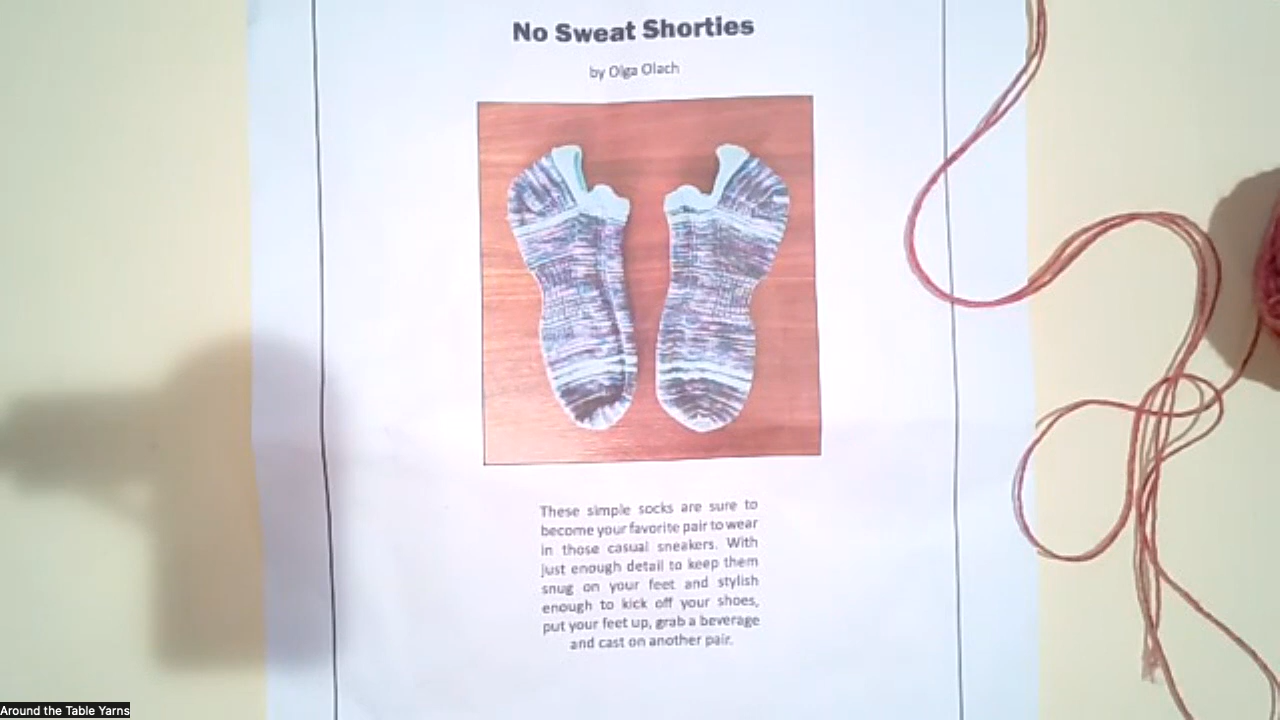 No Sweat Shorties
by Olga Olach
These simple socks are sure to
become your favorite pair to wear
in those casual sneakers. With
just enough detail to keep them
snug on your feet and stylish
enough to kick off your shoes,
put your feet up, grab a beverage
and cast on another pair.
Around the Table Yarns